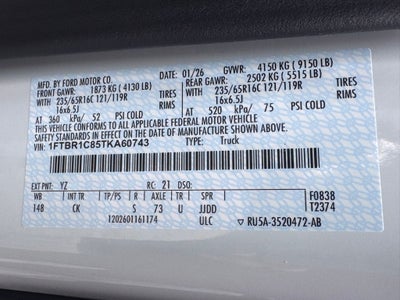 MFD. BY FORD MOTOR CO. 01/26 GVWR: 4150 KG ( 9150 LB)
FRONT GAWR: 1873 KG ( 4130 LB) REAR GAWR: 2502 KG ( 5515 LB)
235/65R16C 121/119R TIRES 235/65R16C 121/119R TIRES
16x6.5J RIMS 16x6.5J RIMS
AT 360 kPa/ 52 PSI COLD AT 520 kPa/ 75 PSI COLD
THIS VEHICLE CONFORMS TO ALL APPLICABLE FEDERAL MOTOR VEHICLE SAFETY STANDARDS IN EFFECT ON THE DATE OF MANUFACTURE SHOWN ABOVE.
VIN: 1FTBR1C85TKA60743 TYPE: Truck
EXT PNT: YZ RC: 21 DSO:
WB INT TR TP/PS R AXLE TR SPR F0838
148 CK S 73 U JJDD T2374
1202601161174 ULC RU5A-3520472-AB